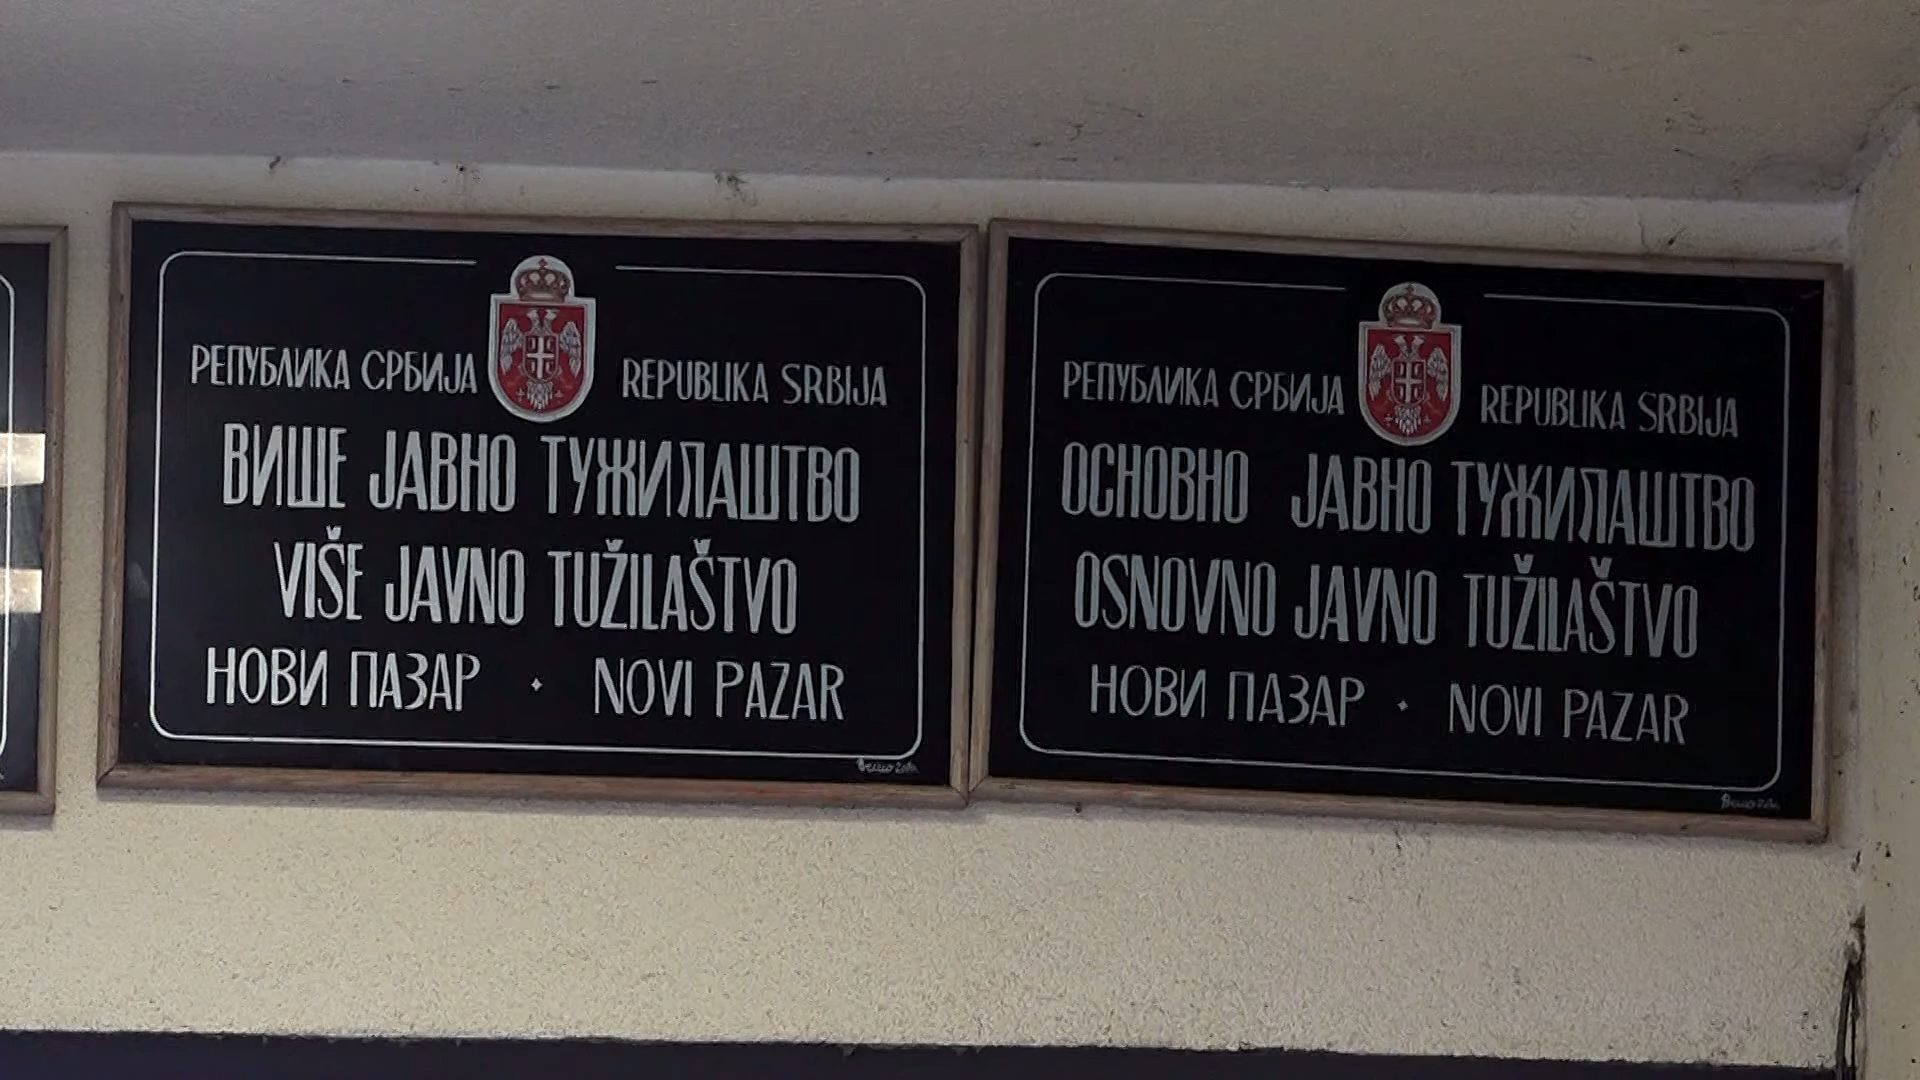 РЕПУБЛИКА СРБИЈА REPUBLIKA SRBIJA
ВИШЕ ЈАВНО ТУЖИЛАШТВО
VIŠE JAVNO TUŽILAŠTVO
НОВИ ПАЗАР · NOVI PAZAR
РЕПУБЛИКА СРБИЈА REPUBLIKA SRBIJA
ОСНОВНО ЈАВНО ТУЖИЛАШТВО
OSNOVNO JAVNO TUŽILAŠTVO
НОВИ ПАЗАР · NOVI PAZAR